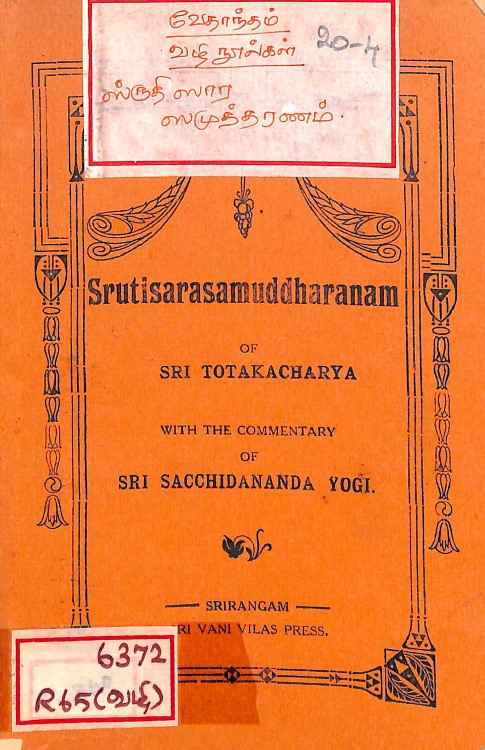 வேதாந்தம்
வழி நூல்கள் 20-4
ஸ்ருதி ஸார
ஸமுத்தரணம்.
Srutisarasamuddharanam
OF
SRI TOTAKACHARYA
WITH THE COMMENTARY
OF
SRI SACCHIDANANDA YOGI.
SRIRANGAM
RI VANI VILAS PRESS.
6372
R65(வழி)